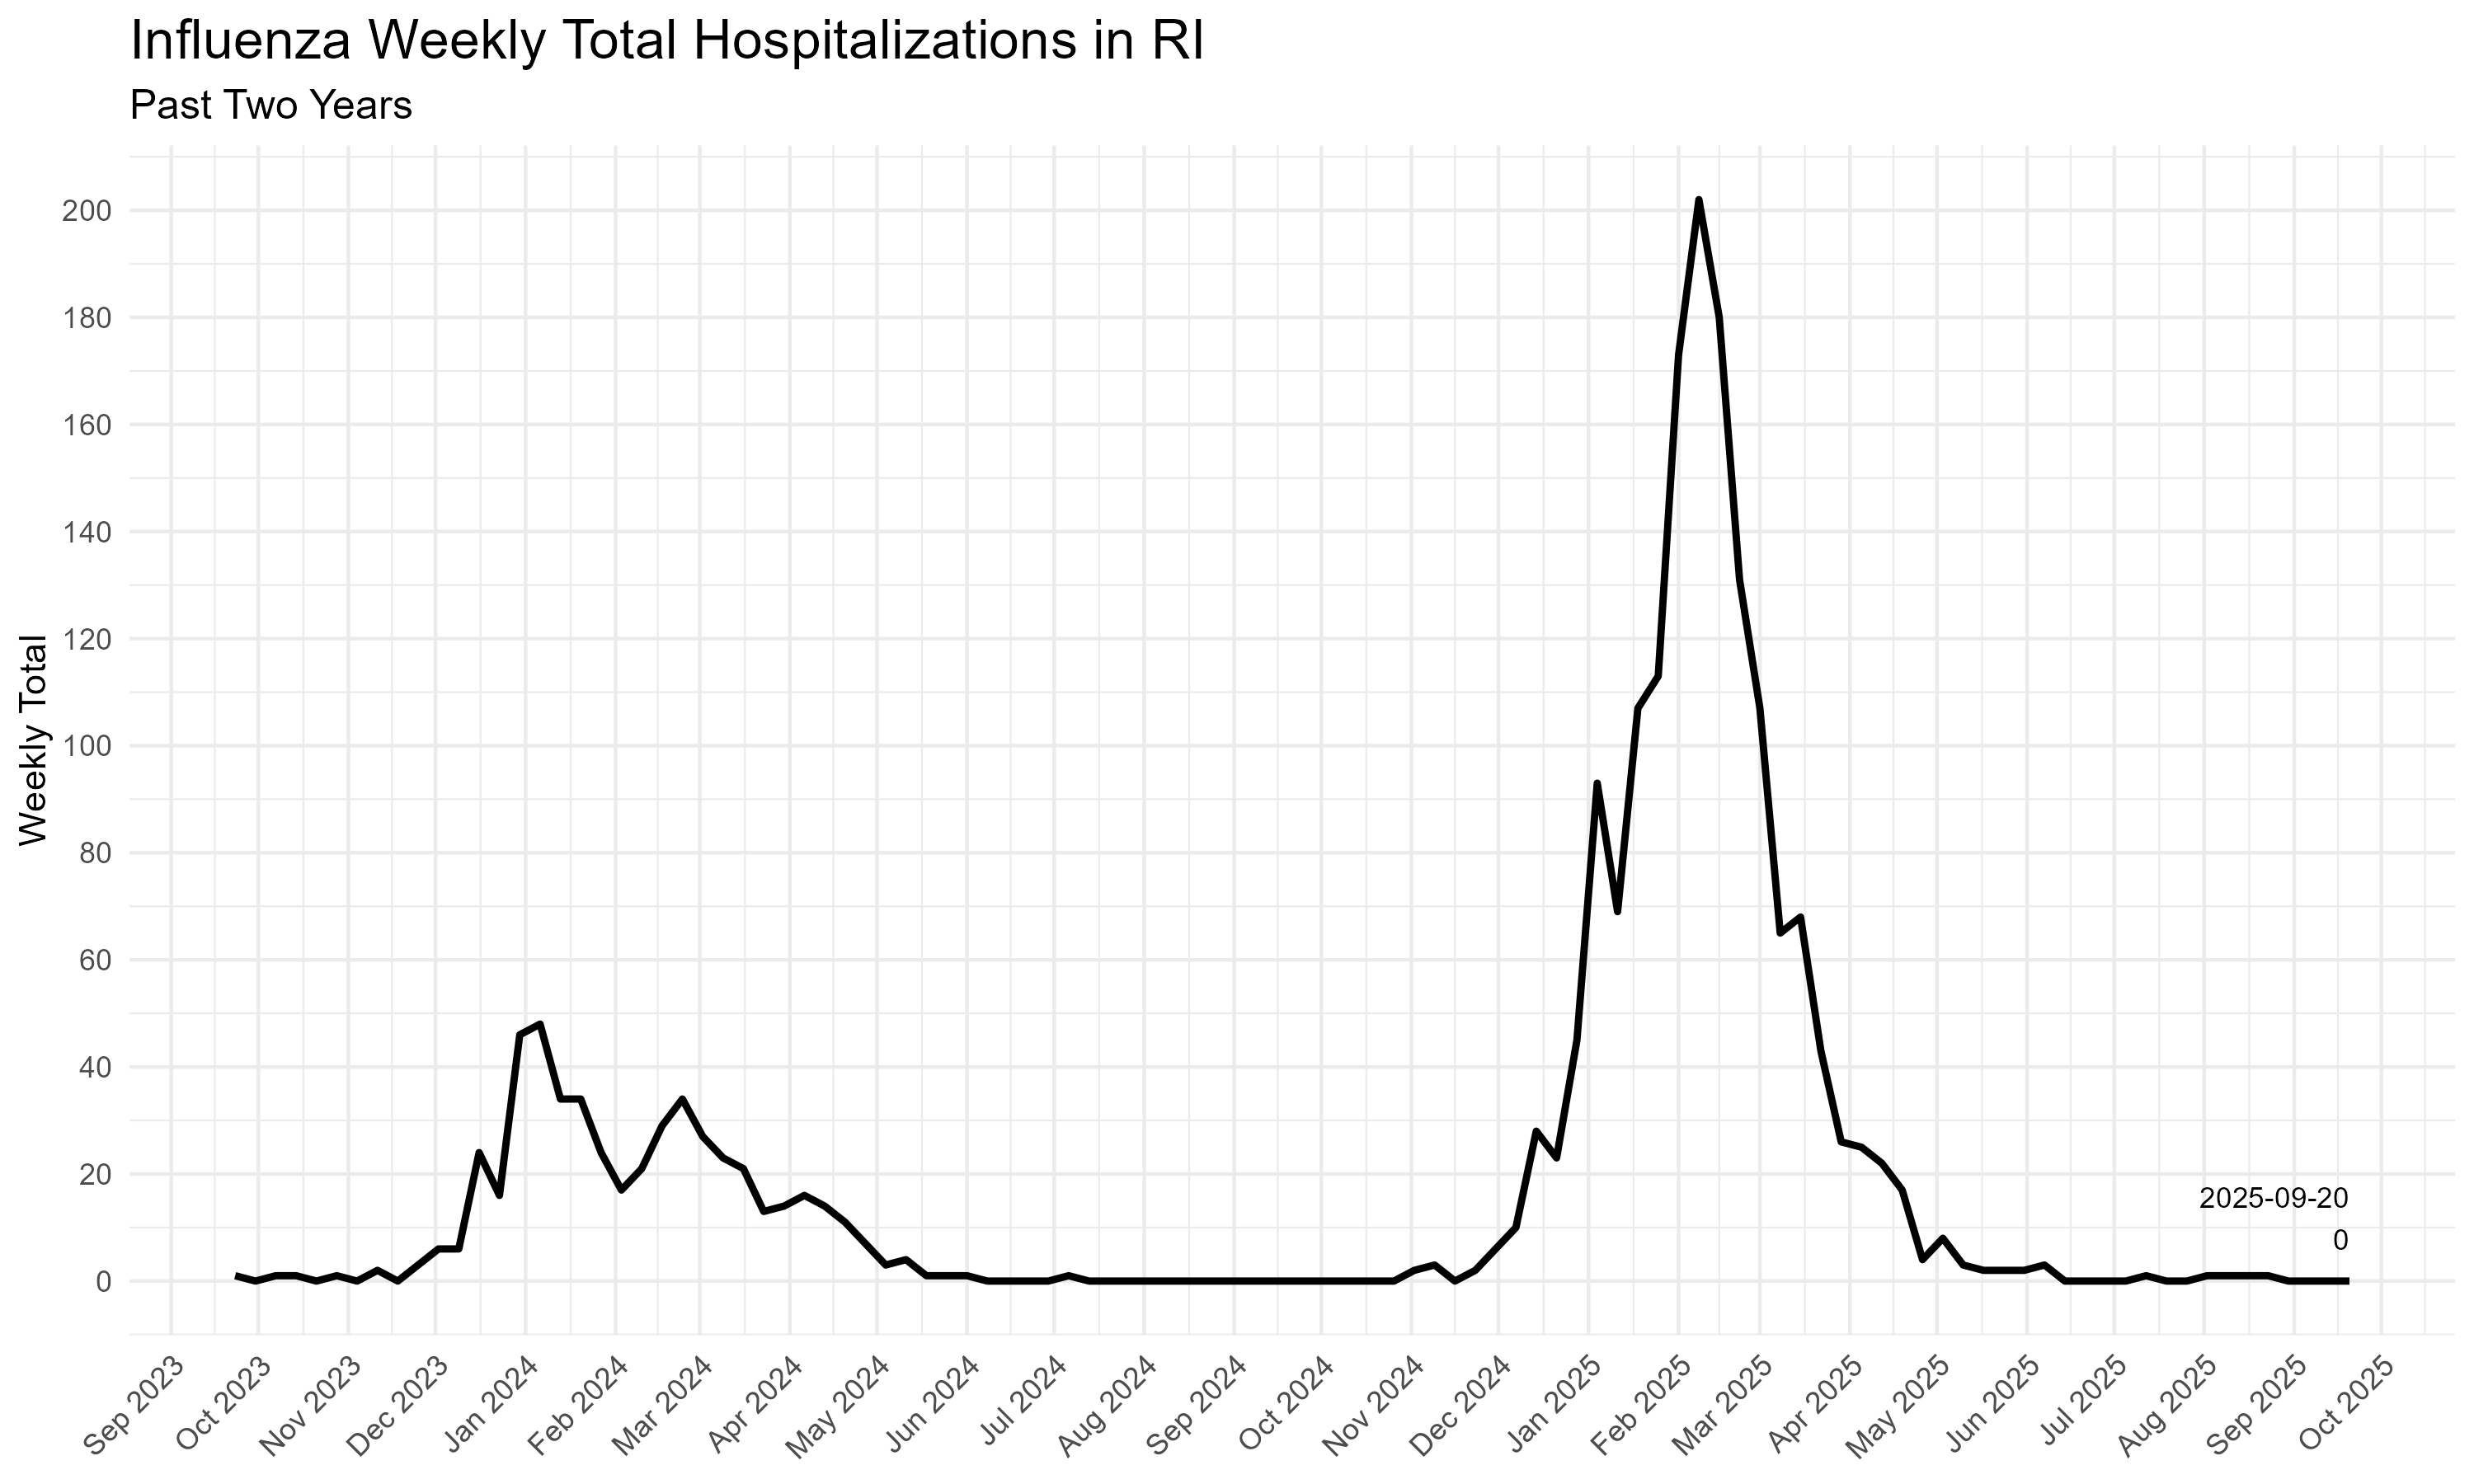 Influenza Weekly Total Hospitalizations in RI
Past Two Years
Weekly Total
200
180
160
140
120
100
80
60
40
20
0
2025-09-20
0
Sep 2023
Oct 2023
Nov 2023
Dec 2023
Jan 2024
Feb 2024
Mar 2024
Apr 2024
May 2024
Jun 2024
Jul 2024
Aug 2024
Sep 2024
Oct 2024
Nov 2024
Dec 2024
Jan 2025
Feb 2025
Mar 2025
Apr 2025
May 2025
Jun 2025
Jul 2025
Aug 2025
Sep 2025
Oct 2025